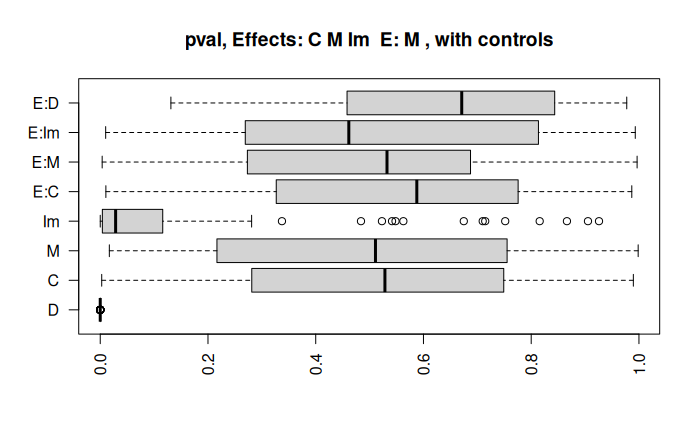 pval, Effects: C M Im  E: M , with controls
E:D
E:Im
E:M
E:C
Im
M
C
D
0.0
0.2
0.4
0.6
0.8
1.0